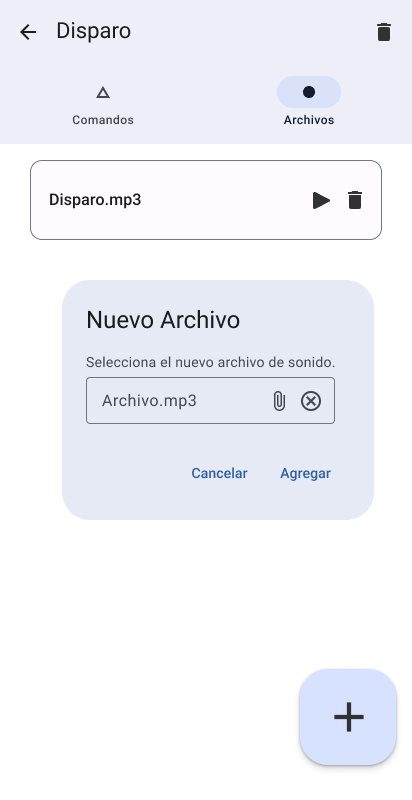 Disparo
Comandos
Archivos
Disparo.mp3
Nuevo Archivo
Selecciona el nuevo archivo de sonido.
Archivo.mp3
Cancelar
Agregar